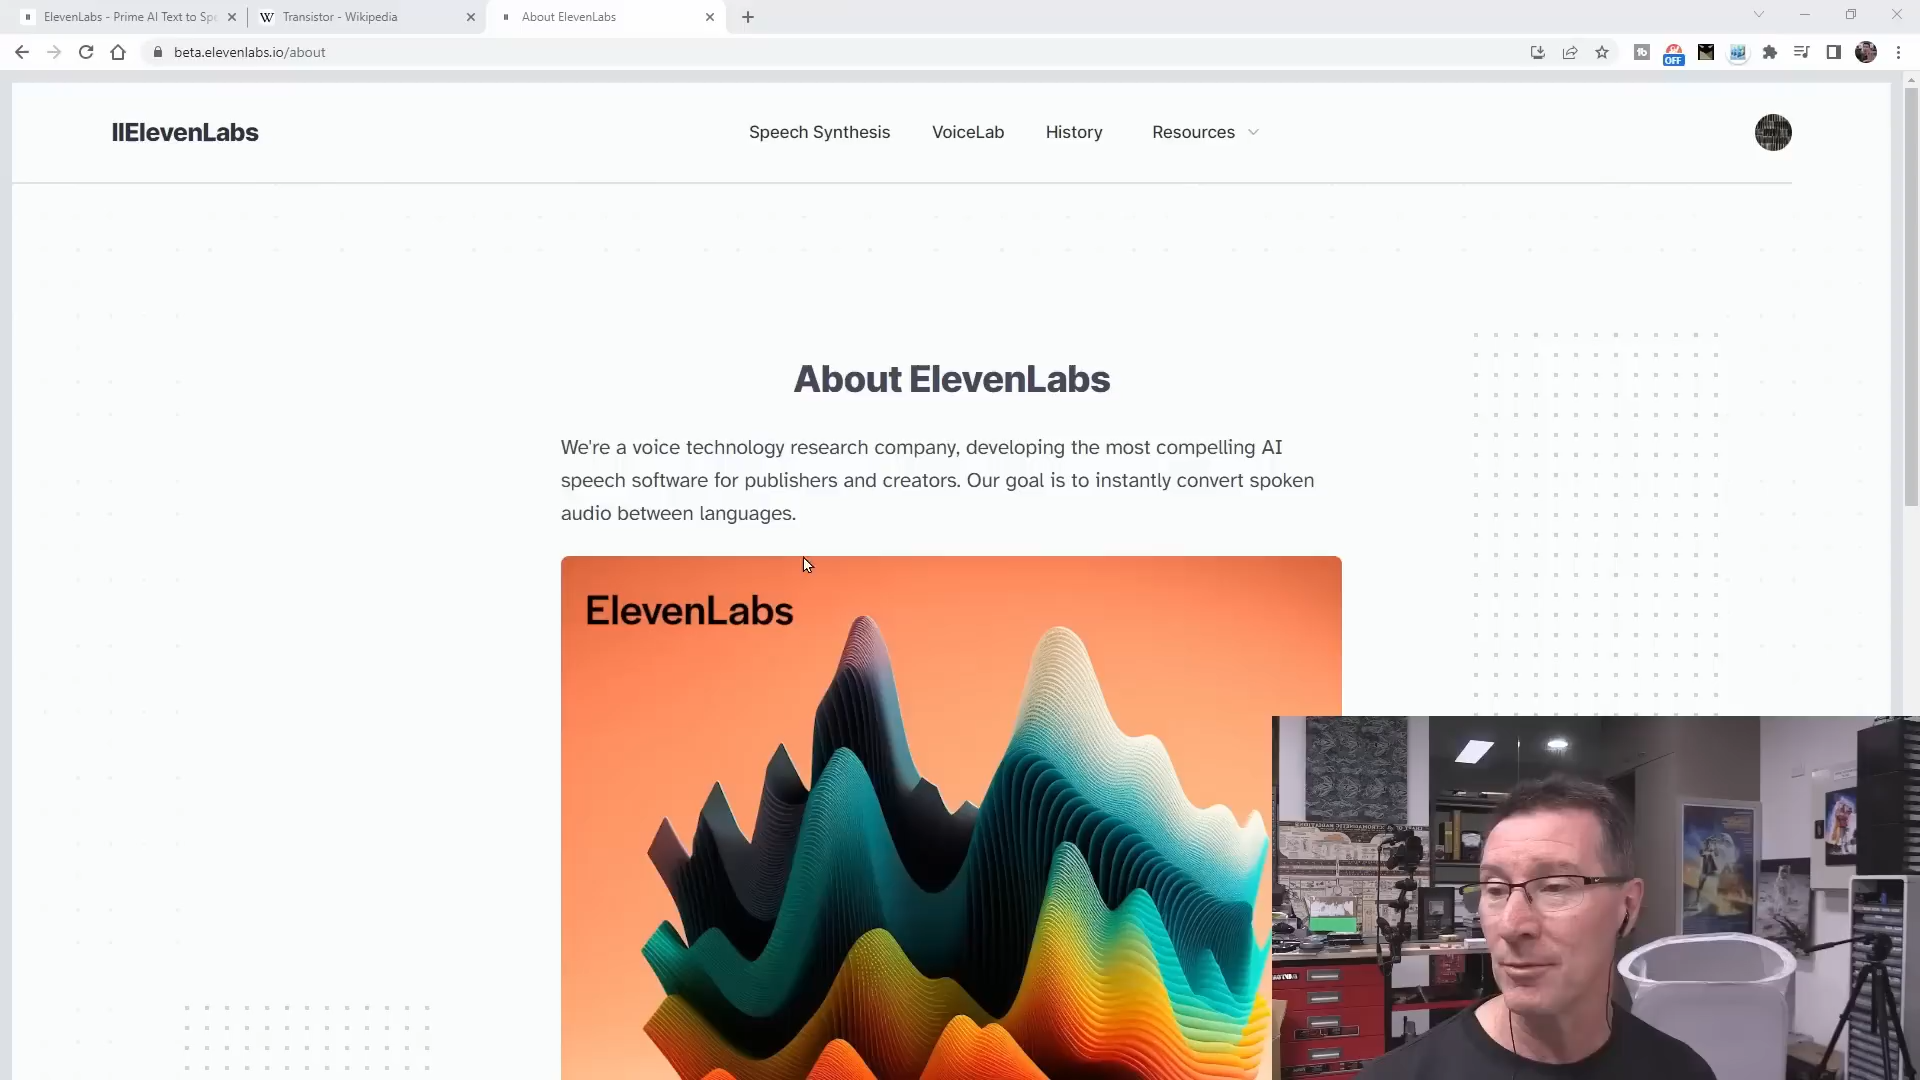 ElevenLabs - Prime AI Text to Spe
Transistor - Wikipedia
About ElevenLabs
beta.elevenlabs.io/about
OFF
IIElevenLabs
Speech Synthesis
VoiceLab
History
Resources
About ElevenLabs
We're a voice technology research company, developing the most compelling AI
speech software for publishers and creators. Our goal is to instantly convert spoken
audio between languages.
ElevenLabs